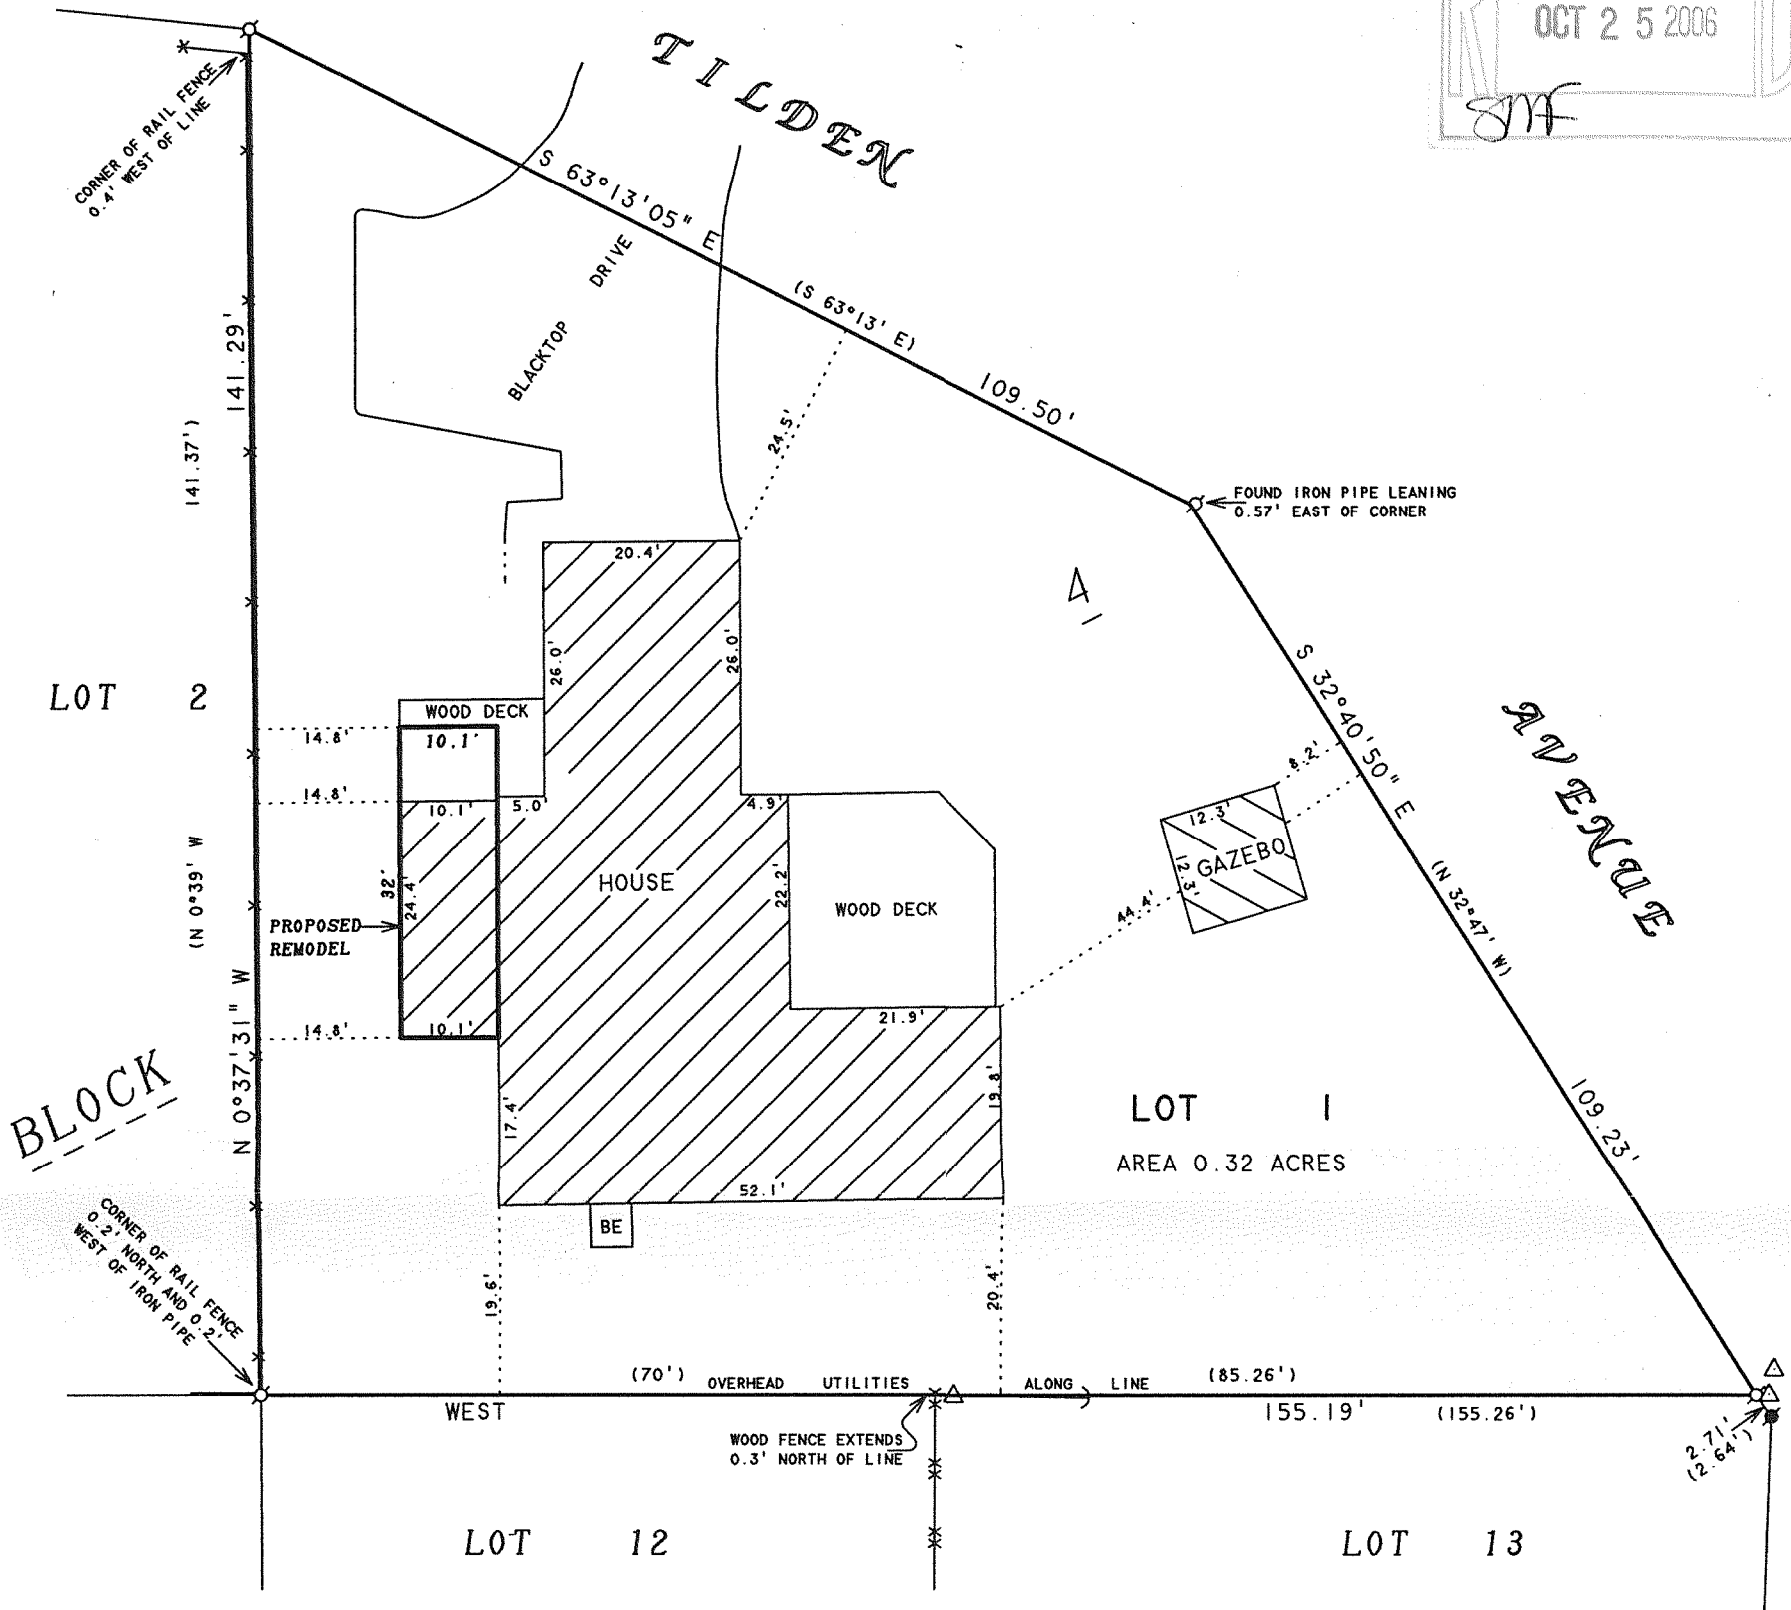 OCT 2 5 2006
SMF
TILDEN
CORNER OF RAIL FENCE
0.4' WEST OF LINE
S 63°13'05" E
(S 63°13' E)
109.50'
BLACKTOP DRIVE
24.5'
141.29'
141.37')
FOUND IRON PIPE LEANING
0.57' EAST OF CORNER
4
20.4'
26.0'
26.0'
S 32°40'50" E
(N 32°47' W)
109.23'
AVENUE
LOT 2
WOOD DECK
14.8'
10.1'
14.8'
10.1'
5.0'
4.9'
8.2'
12.3'
12.3'
GAZEBO
44.4'
HOUSE
22.2'
WOOD DECK
32'
24.4'
(N 0°39' W
PROPOSED
REMODEL
N 0°37'31" W
14.8'
10.1'
21.9'
19.8'
17.4'
BLOCK
LOT 1
AREA 0.32 ACRES
52.1'
BE
CORNER OF RAIL FENCE
0.2' NORTH AND 0.2'
WEST OF IRON PIPE
19.6'
20.4'
(70') OVERHEAD UTILITIES ALONG LINE (85.26')
WEST 155.19' (155.26')
WOOD FENCE EXTENDS
0.3' NORTH OF LINE
2.71'
(2.64')
LOT 12
LOT 13